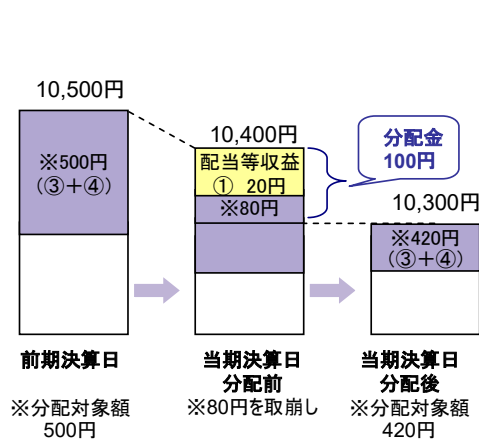 10,500円
※500円
(③+④)
10,400円
配当等収益
① 20円
※80円
分配金
100円
10,300円
※420円
(③+④)
前期決算日
※分配対象額
500円
当期決算日
分配前
※80円を取崩し
当期決算日
分配後
※分配対象額
420円